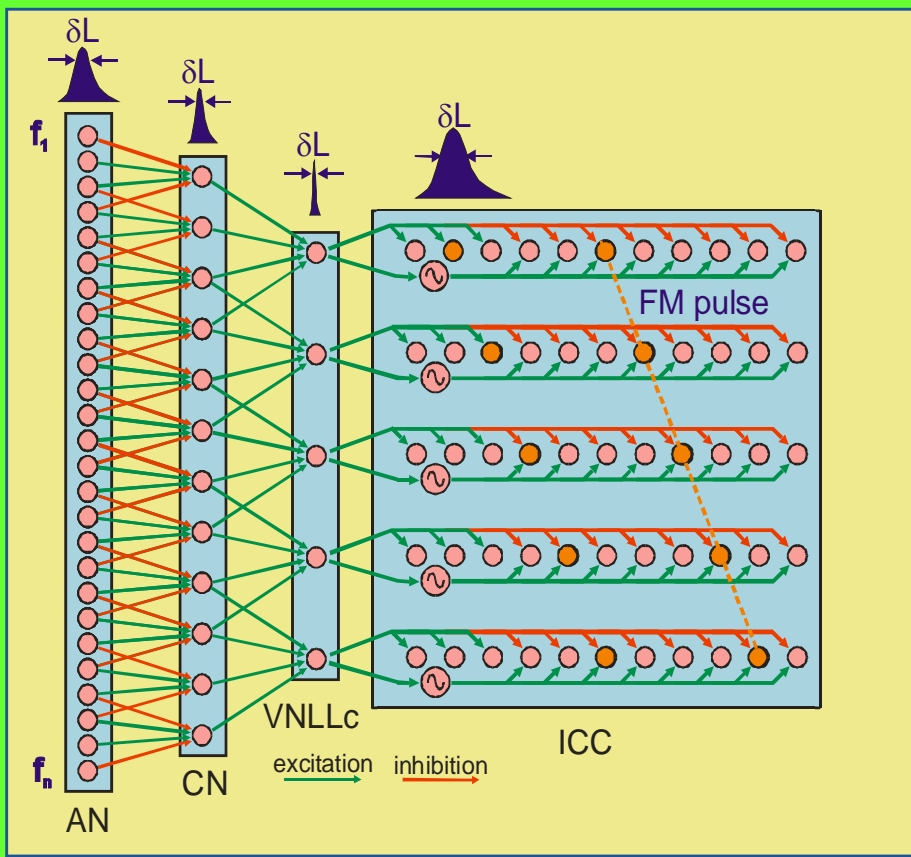 δL
δL
δL
δL
f1
FM pulse
VNLLc
ICC
excitation
inhibition
fn
CN
AN